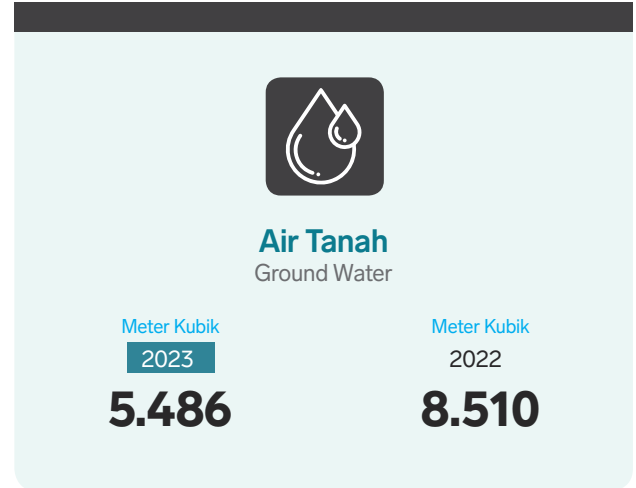 Air Tanah
Ground Water
Meter Kubik
2023
5.486
Meter Kubik
2022
8.510